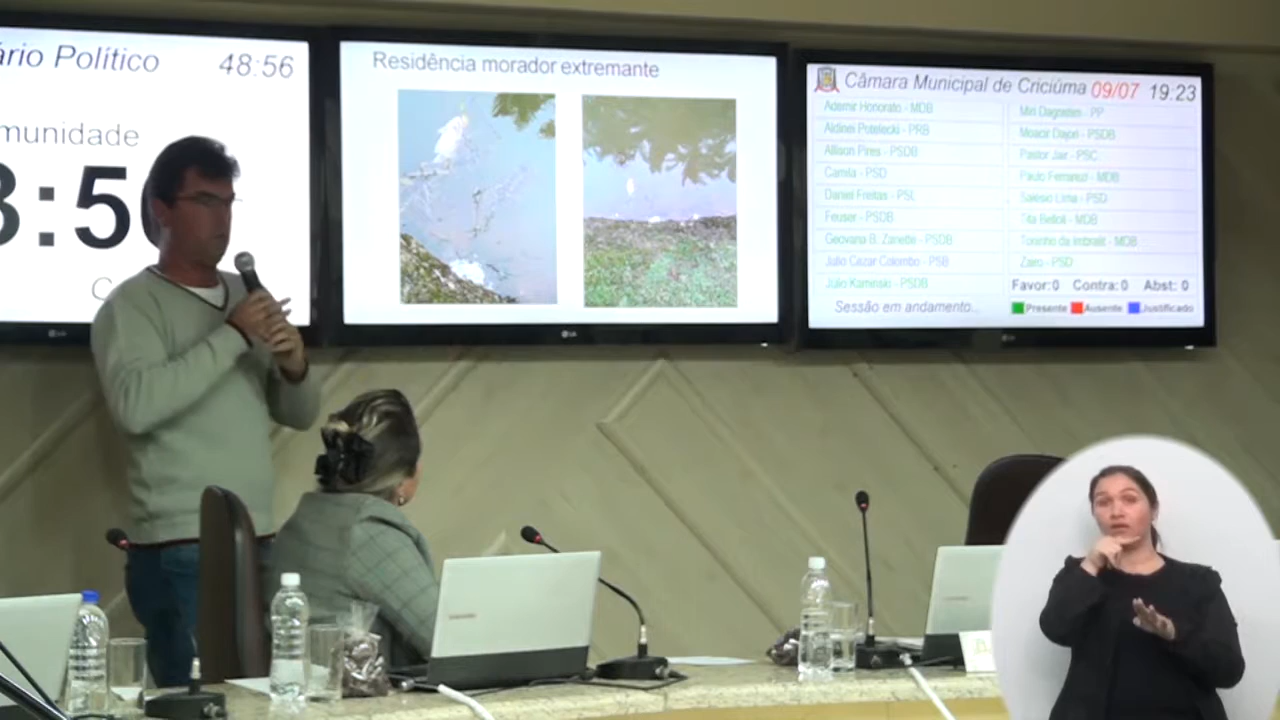 ário Político 48:56
munidade
3:5
C
Residência morador extremante
Câmara Municipal de Criciúma 09/07 19:23
Ademir Honorato - MDB
Aldinei Potelecki - PRB
Allison Pires - PSDB
Camila - PSD
Daniel Freitas - PSL
Feuser - PSDB
Geovana B. Zanette - PSDB
Julio Cezar Colombo - PSB
Julio Kaminski - PSDB
Miri Dagostim - PP
Moacir Dajori - PSDB
Pastor Jair - PSC
Paulo Ferrarezi - MDB
Salésio Lima - PSD
Tita Belloli - MDB
Toninho da Imbralit - MDB
Zairo - PSD
Favor:0 Contra:0 Abst: 0
Sessão em andamento...
Presente Ausente Justificado
LG
LG
LG